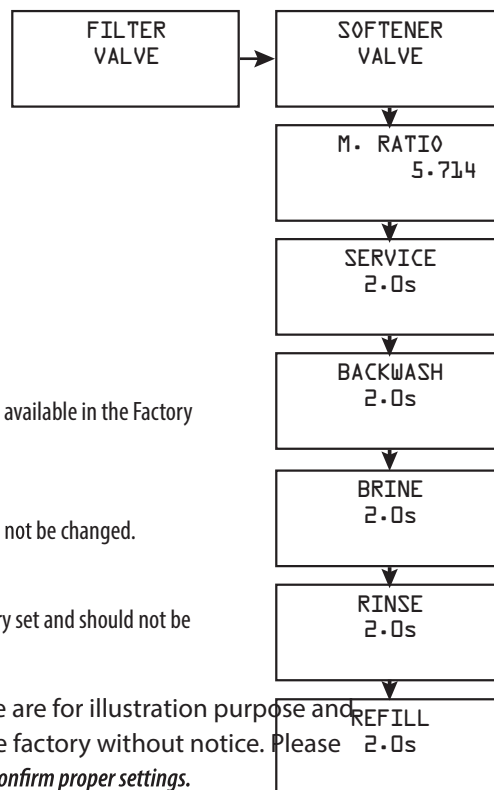 FILTER
VALVE
SOFTENER
VALVE
M. RATIO
5.714
SERVICE
2.0s
BACKWASH
2.0s
available in the Factory
BRINE
2.0s
not be changed.
RINSE
2.0s
set and should not be
are for illustration purpose and
REFILL
factory without notice. Please
2.0s
onfirm proper settings.